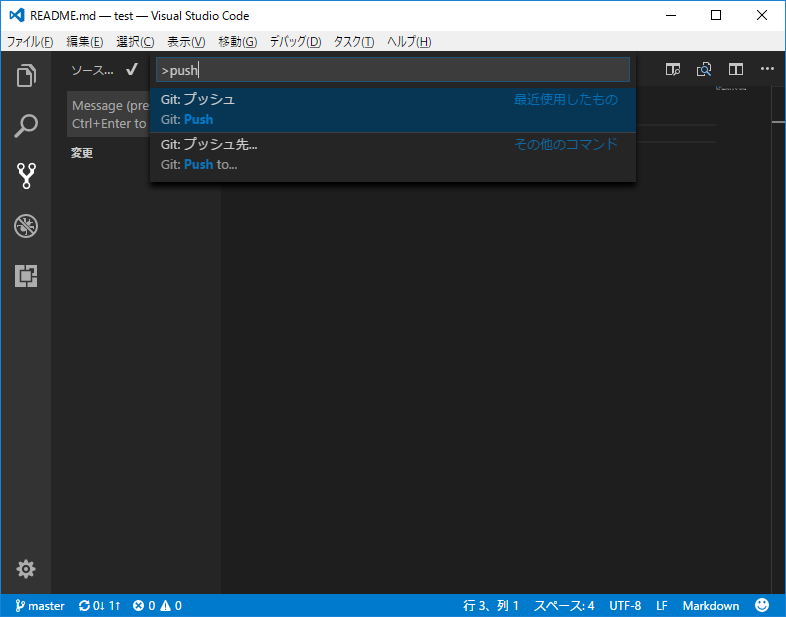 README.md — test — Visual Studio Code
ファイル(F) 編集(E) 選択(C) 表示(V) 移動(G) デバッグ(D) タスク(T) ヘルプ(H)
ソース...
>push
Git: プッシュ 最近使用したもの
Git: Push
Git: プッシュ先... その他のコマンド
Git: Push to...
Message (pre
Ctrl+Enter to
変更
master 0↓ 1↑ 0 0 行 3、列 1 スペース: 4 UTF-8 LF Markdown